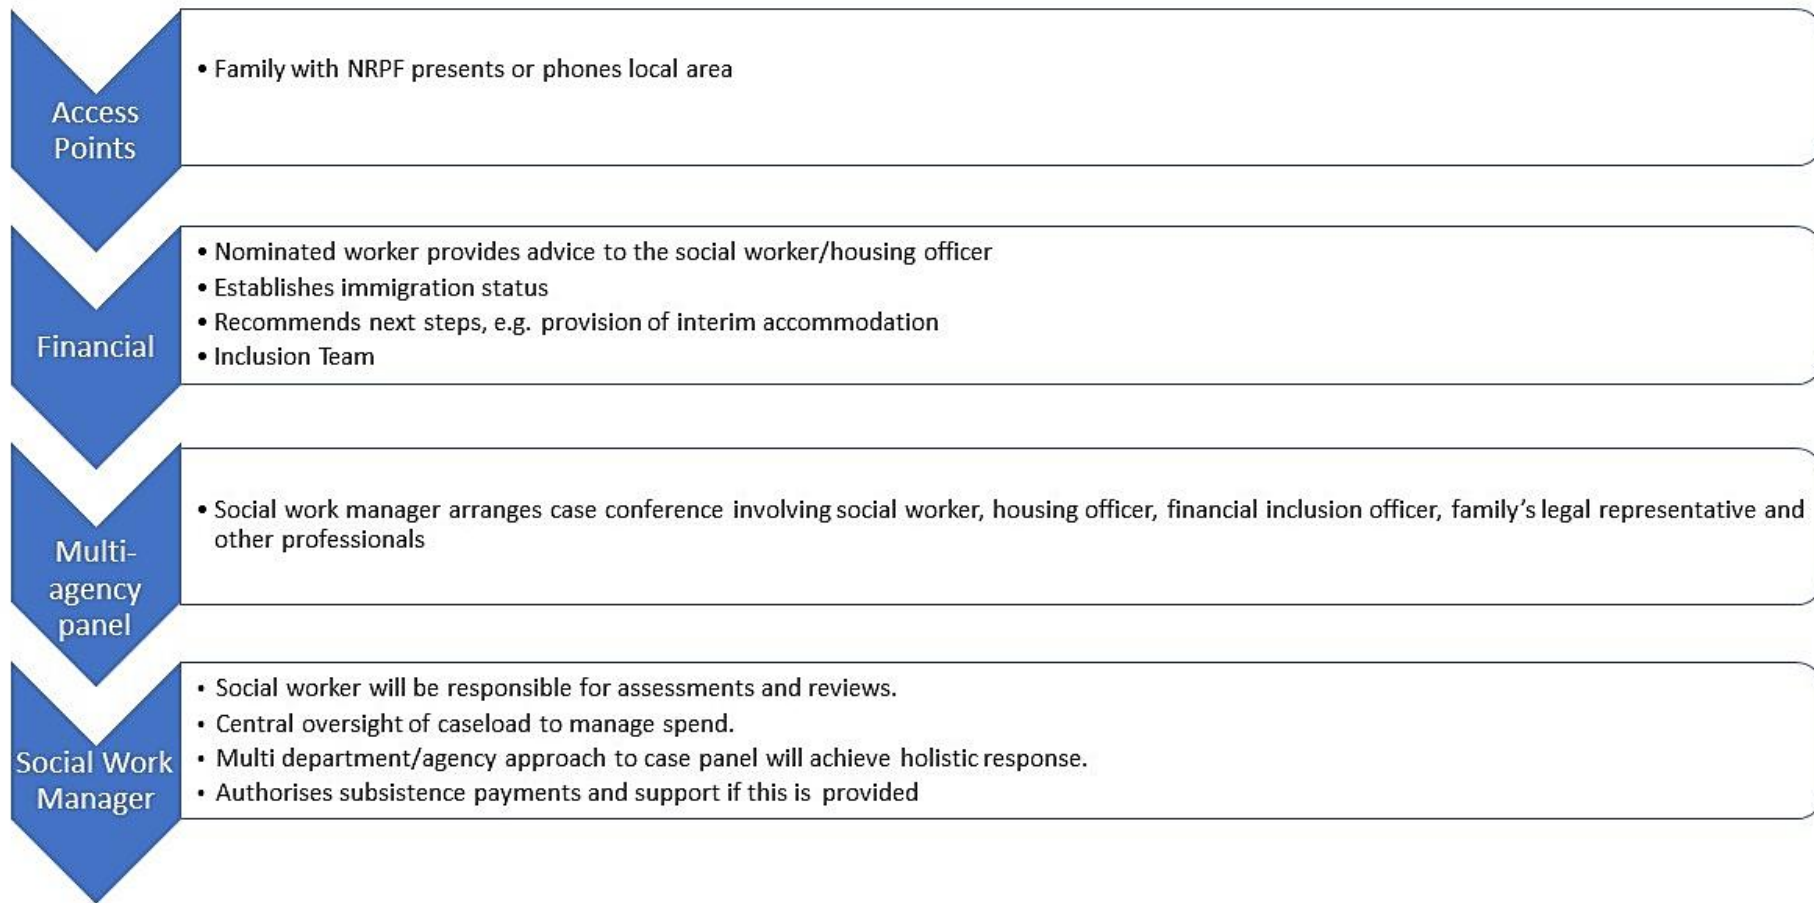 Access
Points
• Family with NRPF presents or phones local area
Financial
• Nominated worker provides advice to the social worker/housing officer
• Establishes immigration status
• Recommends next steps, e.g. provision of interim accommodation
• Inclusion Team
Multi-
agency
panel
• Social work manager arranges case conference involving social worker, housing officer, financial inclusion officer, family’s legal representative and
other professionals
Social Work
Manager
• Social worker will be responsible for assessments and reviews.
• Central oversight of caseload to manage spend.
• Multi department/agency approach to case panel will achieve holistic response.
• Authorises subsistence payments and support if this is provided